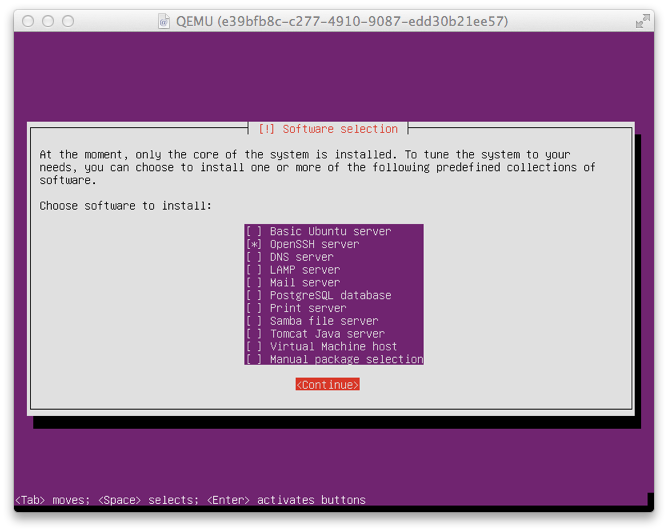 QEMU (e39bfb8c-c277-4910-9087-edd30b21ee57)
[!] Software selection
At the moment, only the core of the system is installed. To tune the system to your
needs, you can choose to install one or more of the following predefined collections of
software.
Choose software to install:
[ ] Basic Ubuntu server
[*] OpenSSH server
[ ] DNS server
[ ] LAMP server
[ ] Mail server
[ ] PostgreSQL database
[ ] Print server
[ ] Samba file server
[ ] Tomcat Java server
[ ] Virtual Machine host
[ ] Manual package selection
<Continue>
<Tab> moves; <Space> selects; <Enter> activates buttons